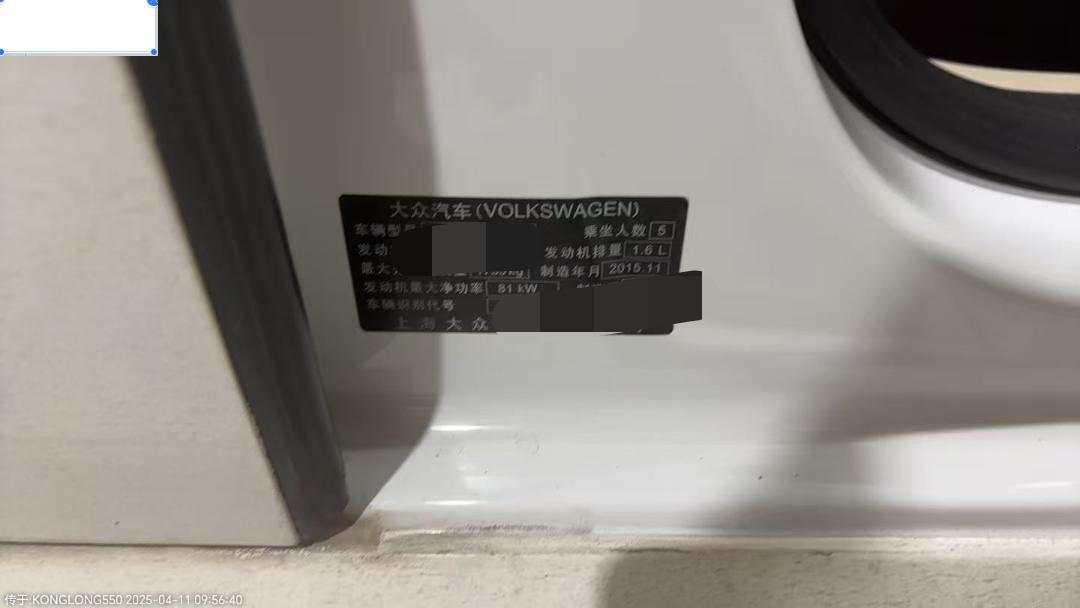 大众汽车(VOLKSWAGEN)
车辆型 乘坐人数 5
发动 发动机排量 1.6 L
最大 制造年月 2015.11
发动机最大净功率 81 kW
车辆识别代号
上海大众
传于:KONGLONG550 2025-04-11 09:56:40